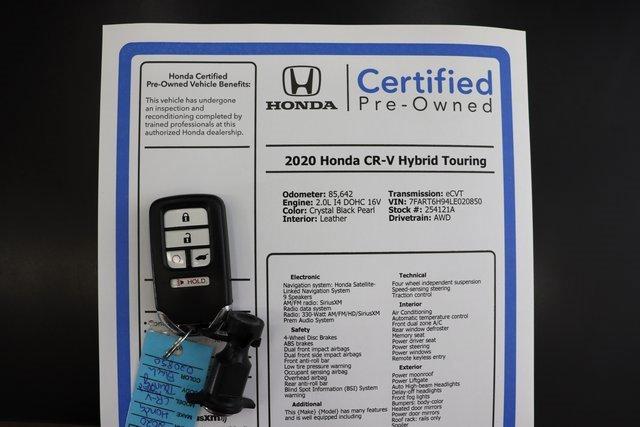 Honda Certified
Pre-Owned Vehicle Benefits:
This vehicle has undergone
an inspection and
reconditioning completed by
trained professionals at this
authorized Honda dealership.
HONDA
Certified
Pre-Owned
2020 Honda CR-V Hybrid Touring
Odometer: 85,642
Engine: 2.0L I4 DOHC 16V
Color: Crystal Black Pearl
Interior: Leather
Transmission: eCVT
VIN: 7FART6H94LE020850
Stock #: 254121A
Drivetrain: AWD
Electronic
Navigation system: Honda Satellite-
Linked Navigation System
9 Speakers
AM/FM radio: SiriusXM
Radio data system
Radio: 330-Watt AM/FM/HD/SiriusXM
Prem Audio System
Safety
4-Wheel Disc Brakes
ABS brakes
Dual front impact airbags
Dual front side impact airbags
Front anti-roll bar
Low tire pressure warning
Occupant sensing airbag
Overhead airbag
Rear anti-roll bar
Blind Spot Information (BSI) System
warning
Additional
This {Make} {Model} has many features
and is well equipped including
Technical
Four wheel independent suspension
Speed-sensing steering
Traction control
Interior
Air Conditioning
Automatic temperature control
Front dual zone A/C
Rear window defroster
Memory seat
Power driver seat
Power steering
Power windows
Remote keyless entry
Exterior
Power moonroof
Power Liftgate
Auto High-beam Headlights
Delay-off headlights
Front fog lights
Bumpers: body-color
Heated door mirrors
Power door mirrors
Roof rack: rails only
HOLD
COLOR
MODEL CR-V
MAKE Honda